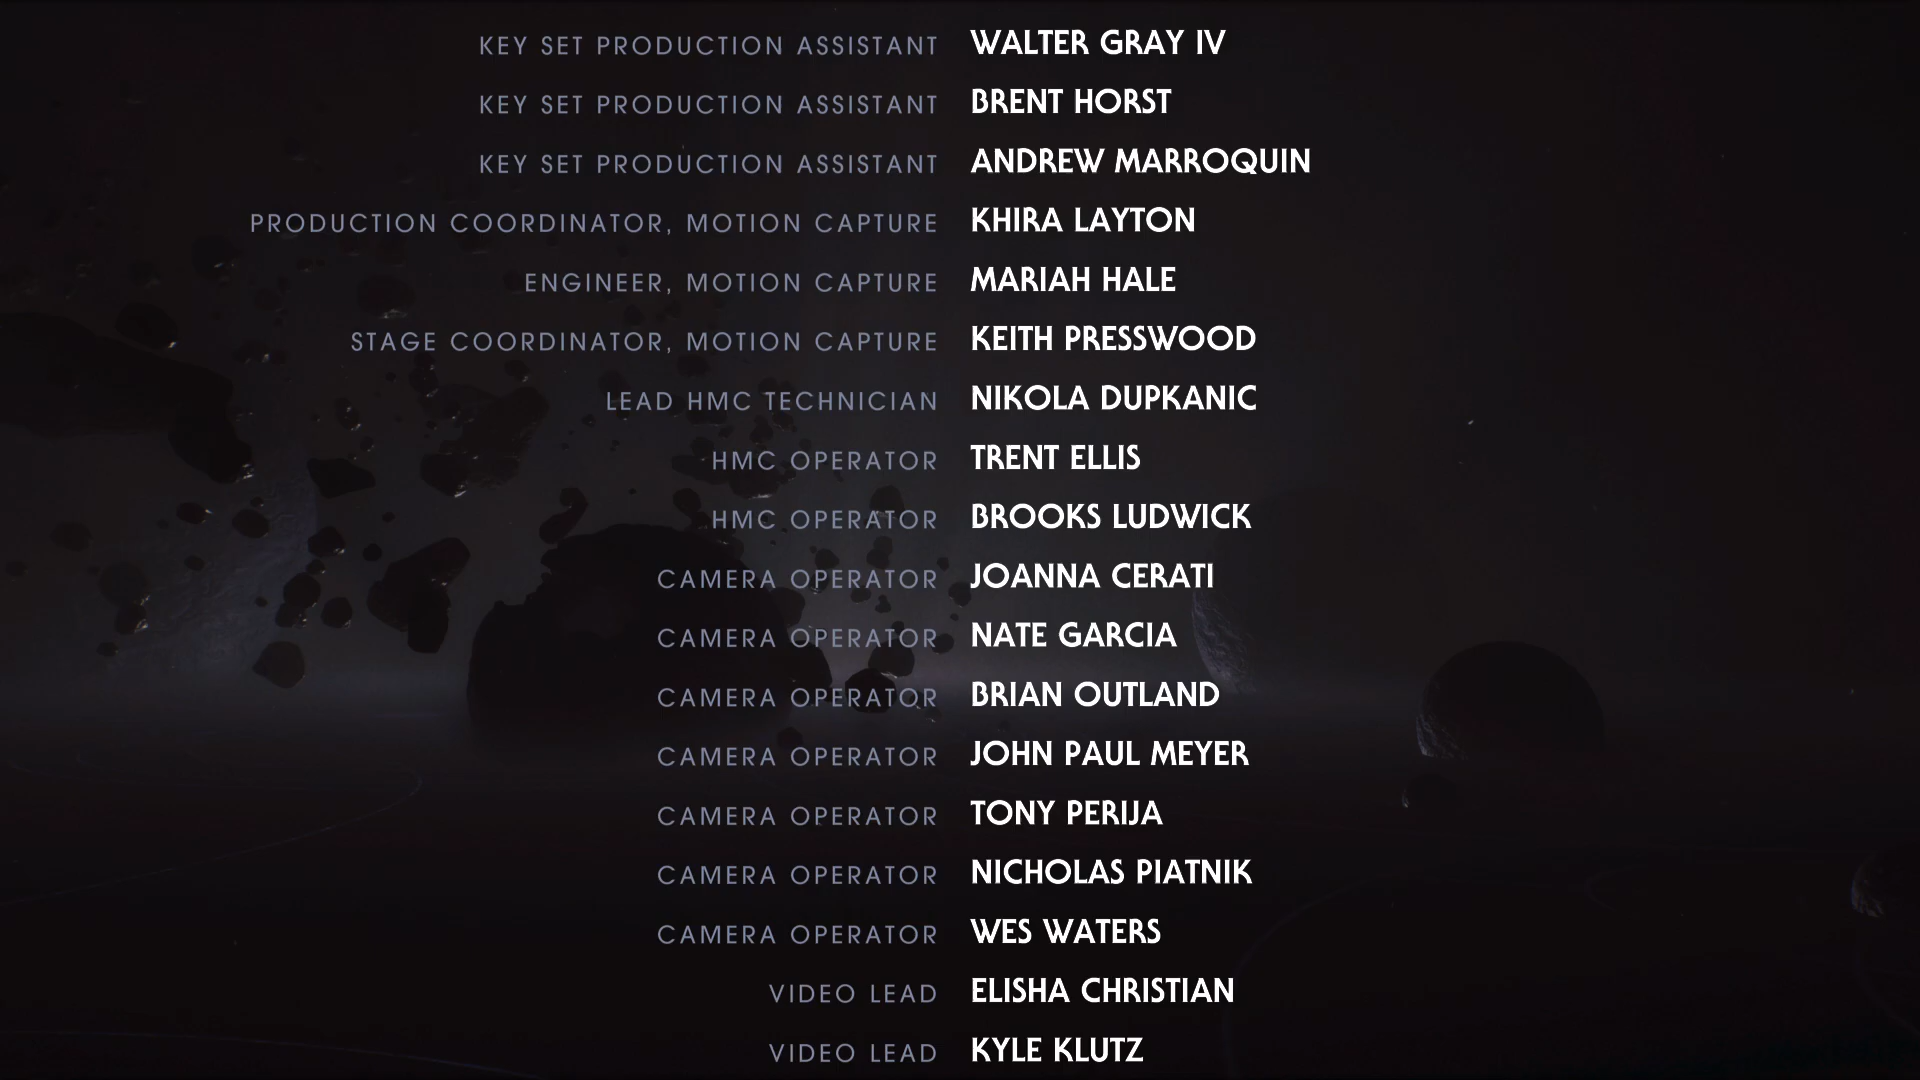 KEY SET PRODUCTION ASSISTANT WALTER GRAY IV
KEY SET PRODUCTION ASSISTANT BRENT HORST
KEY SET PRODUCTION ASSISTANT ANDREW MARROQUIN
PRODUCTION COORDINATOR, MOTION CAPTURE KHIRA LAYTON
ENGINEER, MOTION CAPTURE MARIAH HALE
STAGE COORDINATOR, MOTION CAPTURE KEITH PRESSWOOD
LEAD HMC TECHNICIAN NIKOLA DUPKANIC
HMC OPERATOR TRENT ELLIS
HMC OPERATOR BROOKS LUDWICK
CAMERA OPERATOR JOANNA CERATI
CAMERA OPERATOR NATE GARCIA
CAMERA OPERATOR BRIAN OUTLAND
CAMERA OPERATOR JOHN PAUL MEYER
CAMERA OPERATOR TONY PERIJA
CAMERA OPERATOR NICHOLAS PIATNIK
CAMERA OPERATOR WES WATERS
VIDEO LEAD ELISHA CHRISTIAN
VIDEO LEAD KYLE KLUTZ